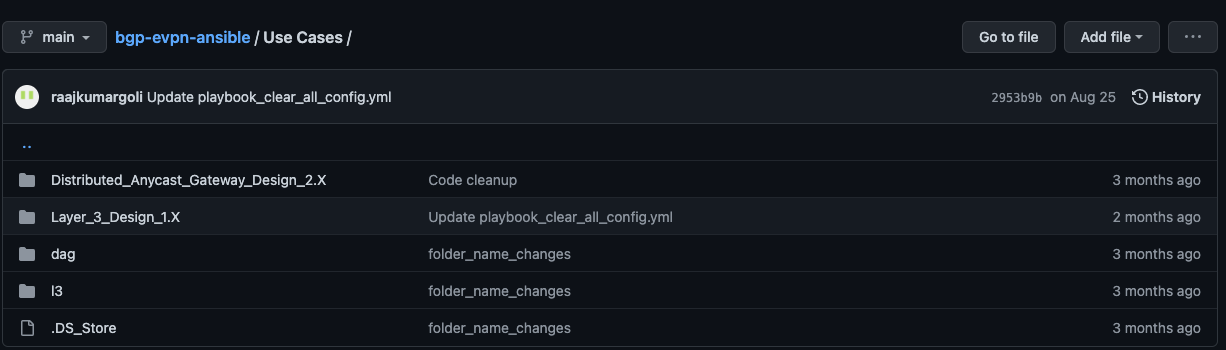 main bgp-evpn-ansible / Use Cases / Go to file Add file ...
raajkumargoli Update playbook_clear_all_config.yml 2953b9b on Aug 25 History
..
Distributed_Anycast_Gateway_Design_2.X Code cleanup 3 months ago
Layer_3_Design_1.X Update playbook_clear_all_config.yml 2 months ago
dag folder_name_changes 3 months ago
l3 folder_name_changes 3 months ago
.DS_Store folder_name_changes 3 months ago